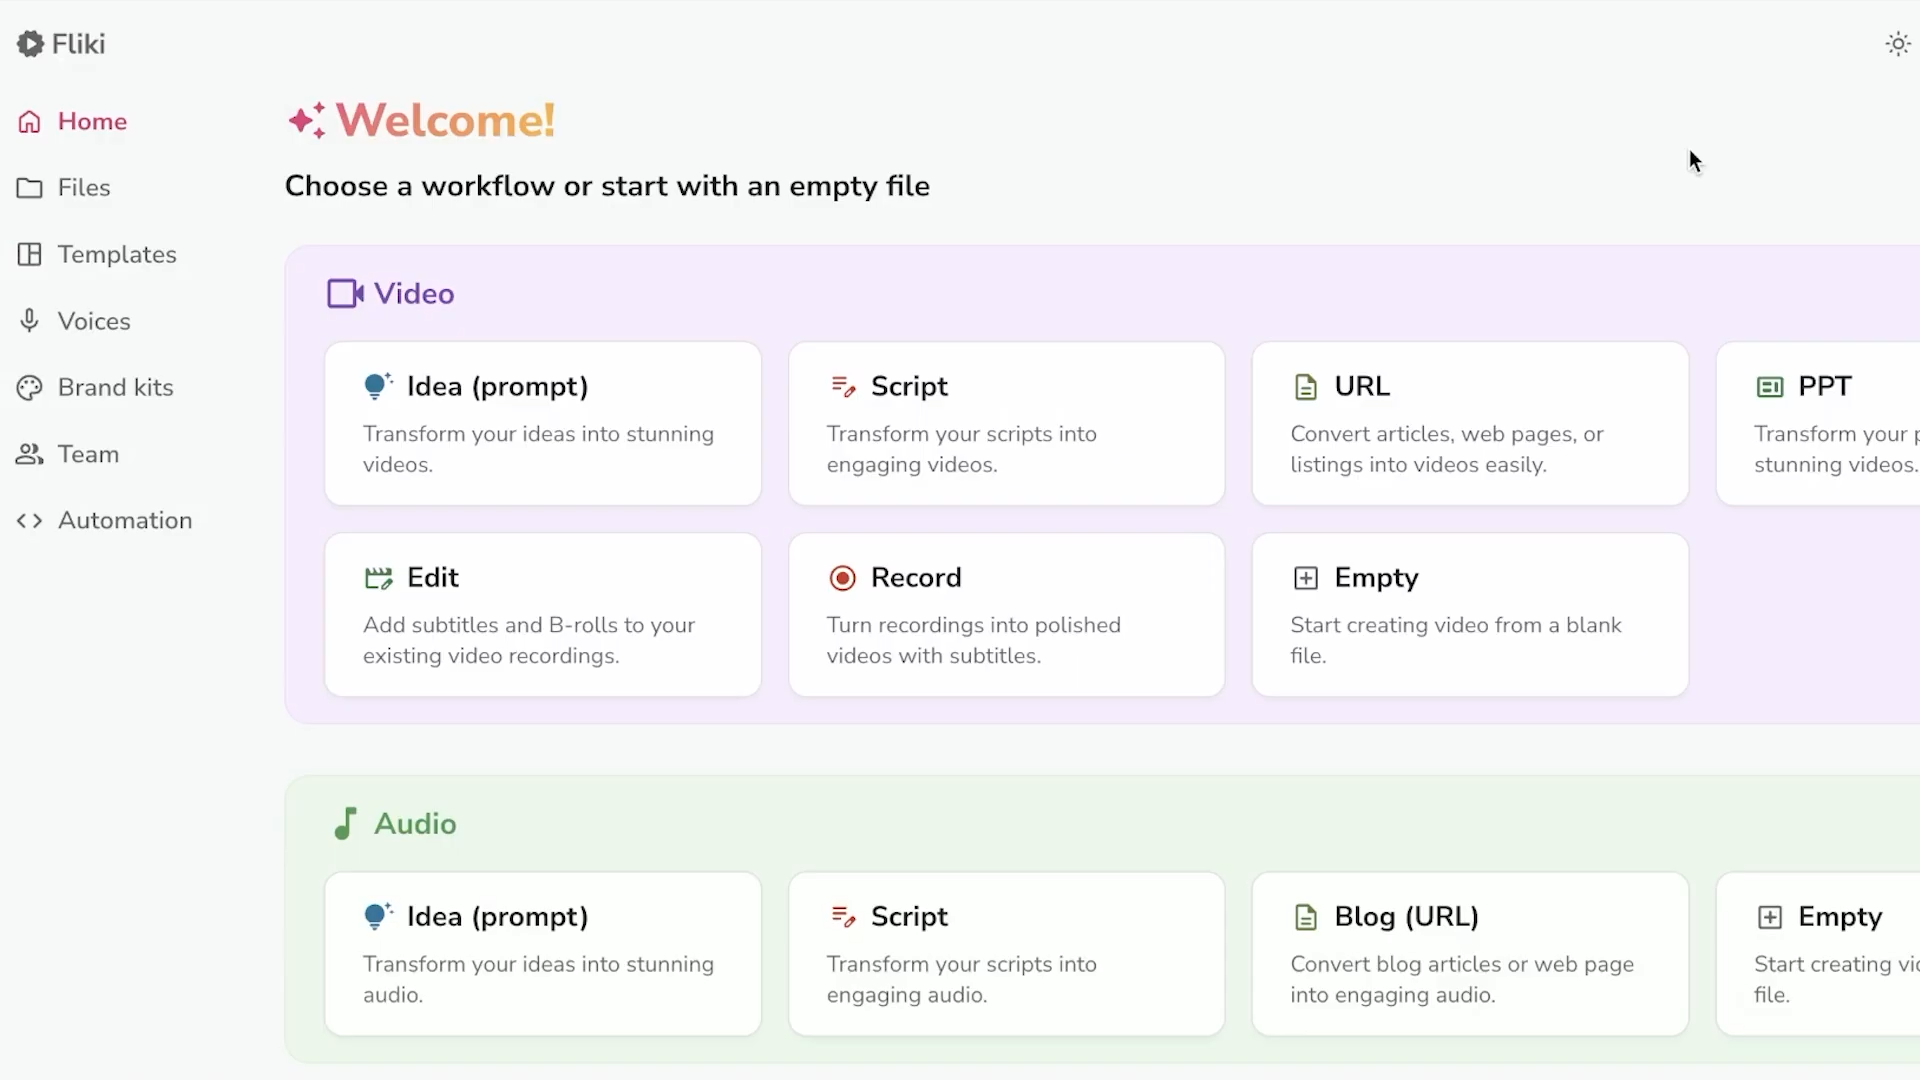 Fliki
Home
Files
Templates
Voices
Brand kits
Team
Automation
Welcome!
Choose a workflow or start with an empty file
Video
Idea (prompt)
Transform your ideas into stunning
videos.
Script
Transform your scripts into
engaging videos.
URL
Convert articles, web pages, or
listings into videos easily.
PPT
Transform your
stunning videos.
Edit
Add subtitles and B-rolls to your
existing video recordings.
Record
Turn recordings into polished
videos with subtitles.
Empty
Start creating video from a blank
file.
Audio
Idea (prompt)
Transform your ideas into stunning
audio.
Script
Transform your scripts into
engaging audio.
Blog (URL)
Convert blog articles or web page
into engaging audio.
Empty
Start creating
file.